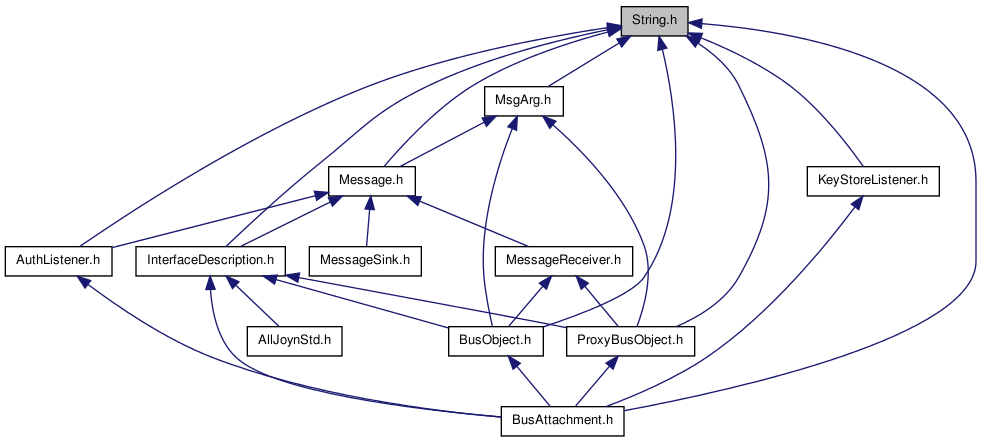 String.h
MsgArg.h
Message.h
KeyStoreListener.h
AuthListener.h
InterfaceDescription.h
MessageSink.h
MessageReceiver.h
AllJoynStd.h
BusObject.h
ProxyBusObject.h
BusAttachment.h